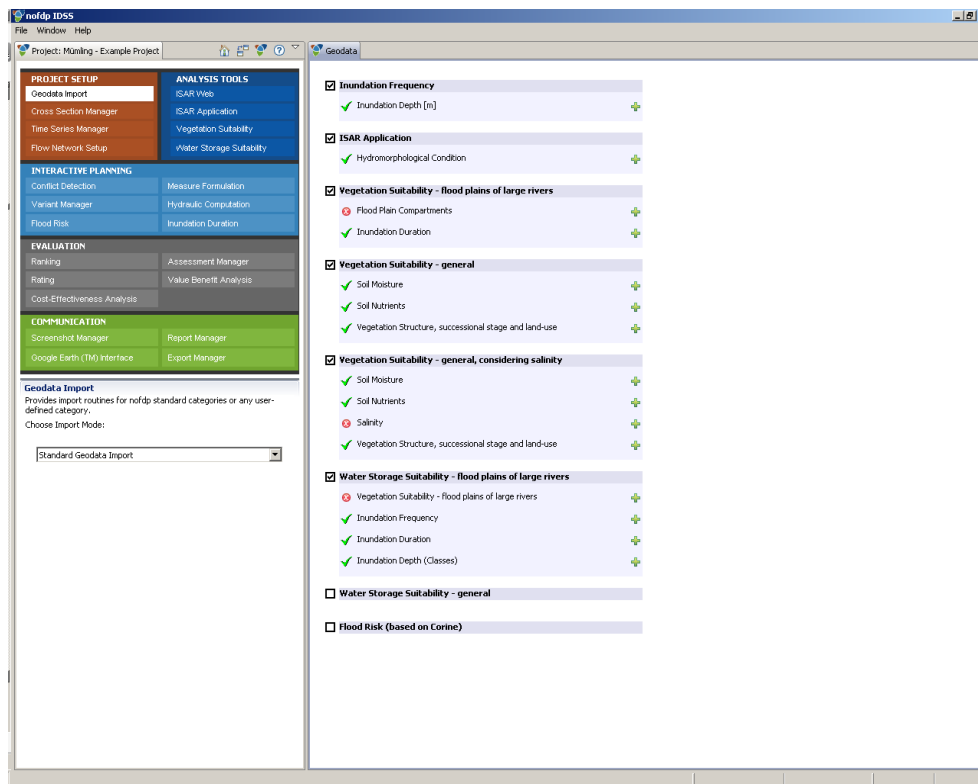 nofdp IDSS
File Window Help
Project: Mümling - Example Project
Geodata
PROJECT SETUP
Geodata Import
Cross Section Manager
Time Series Manager
Flow Network Setup
ANALYSIS TOOLS
ISAR Web
ISAR Application
Vegetation Suitability
Water Storage Suitability
INTERACTIVE PLANNING
Conflict Detection Measure Formulation
Variant Manager Hydraulic Computation
Flood Risk Inundation Duration
EVALUATION
Ranking Assessment Manager
Rating Value Benefit Analysis
Cost-Effectiveness Analysis
COMMUNICATION
Screenshot Manager Report Manager
Google Earth (TM) Interface Export Manager
Geodata Import
Provides import routines for nofdp standard categories or any user-
defined category.
Choose Import Mode:
Standard Geodata Import
Inundation Frequency
Inundation Depth [m]
ISAR Application
Hydromorphological Condition
Vegetation Suitability - flood plains of large rivers
Flood Plain Compartments
Inundation Duration
Vegetation Suitability - general
Soil Moisture
Soil Nutrients
Vegetation Structure, successional stage and land-use
Vegetation Suitability - general, considering salinity
Soil Moisture
Soil Nutrients
Salinity
Vegetation Structure, successional stage and land-use
Water Storage Suitability - flood plains of large rivers
Vegetation Suitability - flood plains of large rivers
Inundation Frequency
Inundation Duration
Inundation Depth (Classes)
Water Storage Suitability - general
Flood Risk (based on Corine)